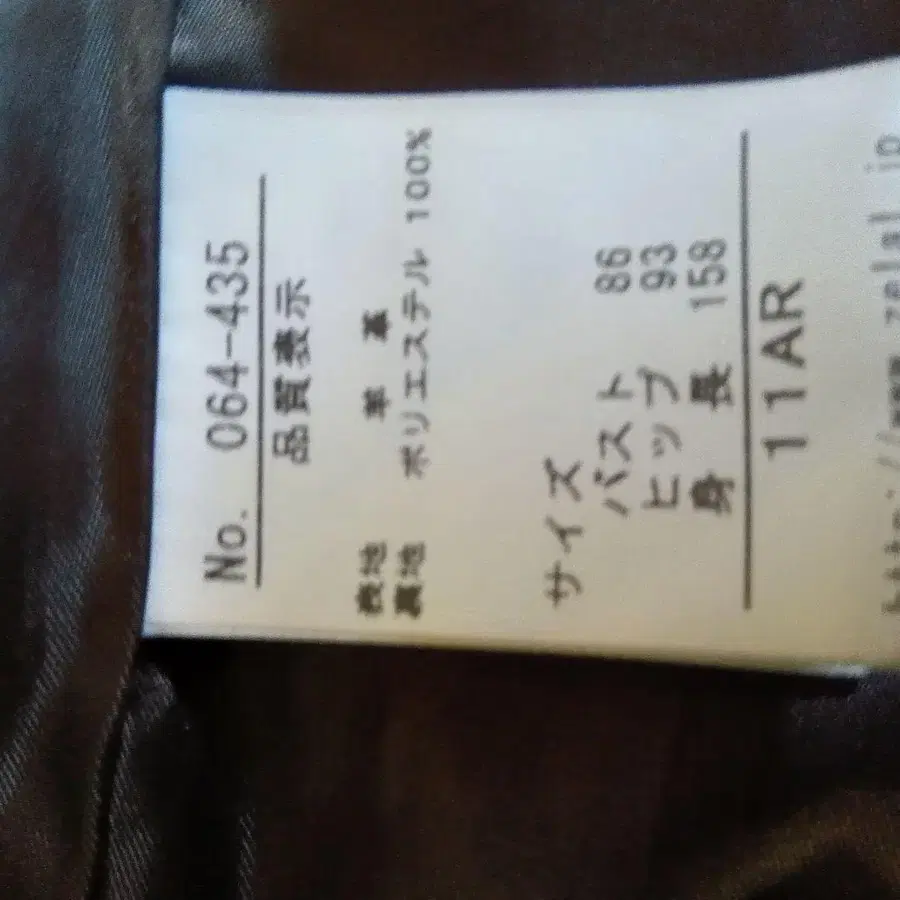 No. 064-435
品質表示
表地 羊 革
裏地 ポリエステル 100%
サイズ
バスト 86
ヒップ 93
身 長 158
11AR